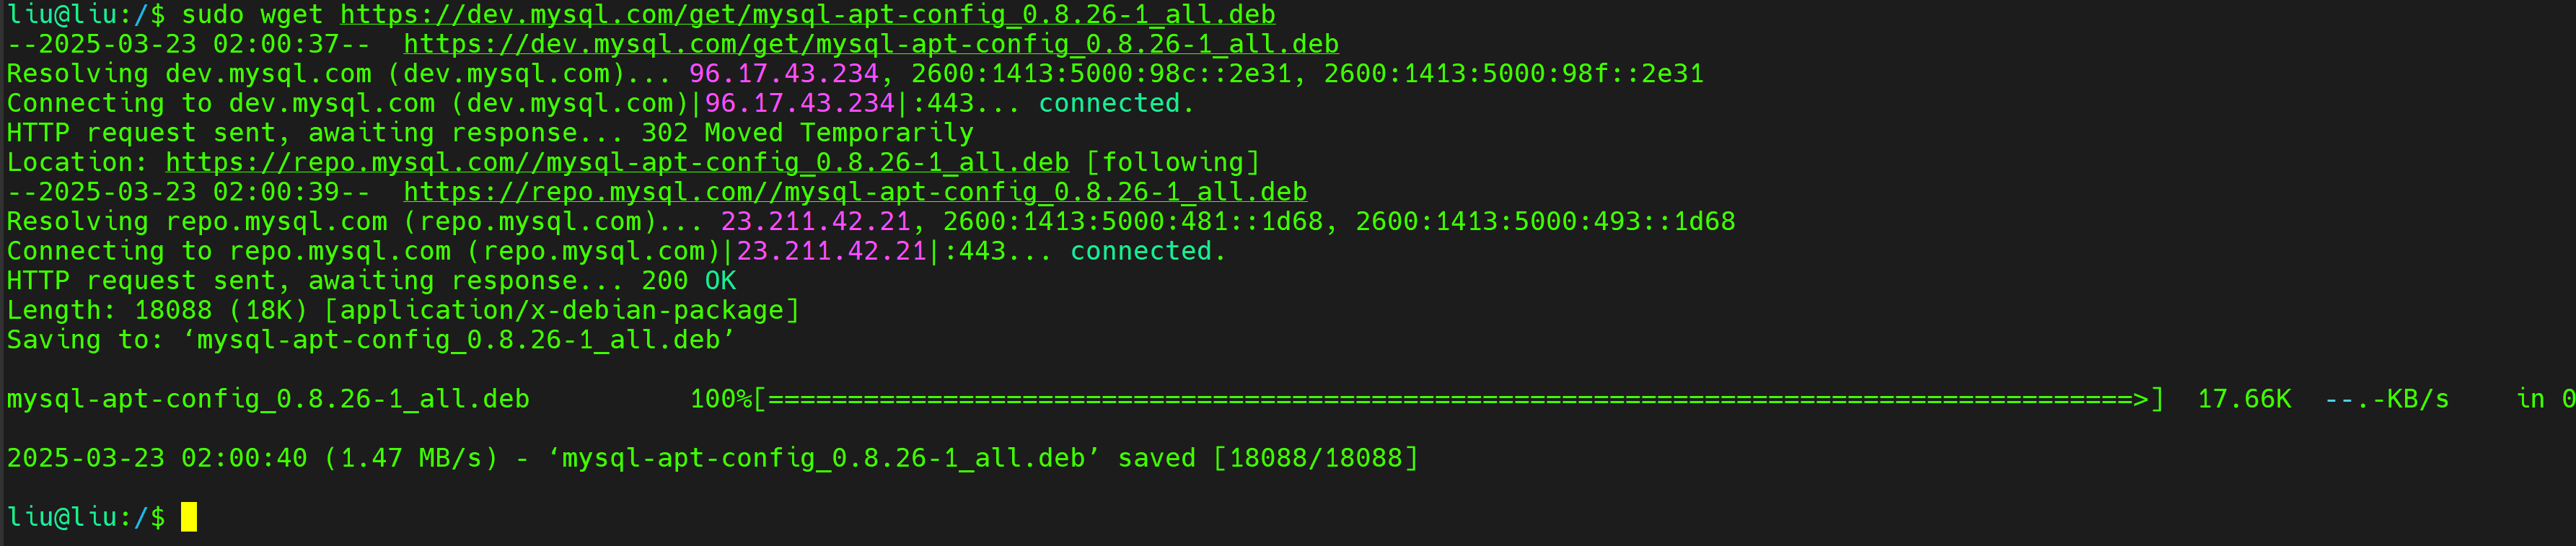 liu@liu:/$ sudo wget https://dev.mysql.com/get/mysql-apt-config_0.8.26-1_all.deb
--2025-03-23 02:00:37--  https://dev.mysql.com/get/mysql-apt-config_0.8.26-1_all.deb
Resolving dev.mysql.com (dev.mysql.com)... 96.17.43.234, 2600:1413:5000:98c::2e31, 2600:1413:5000:98f::2e31
Connecting to dev.mysql.com (dev.mysql.com)|96.17.43.234|:443... connected.
HTTP request sent, awaiting response... 302 Moved Temporarily
Location: https://repo.mysql.com//mysql-apt-config_0.8.26-1_all.deb [following]
--2025-03-23 02:00:39--  https://repo.mysql.com//mysql-apt-config_0.8.26-1_all.deb
Resolving repo.mysql.com (repo.mysql.com)... 23.211.42.21, 2600:1413:5000:481::1d68, 2600:1413:5000:493::1d68
Connecting to repo.mysql.com (repo.mysql.com)|23.211.42.21|:443... connected.
HTTP request sent, awaiting response... 200 OK
Length: 18088 (18K) [application/x-debian-package]
Saving to: ‘mysql-apt-config_0.8.26-1_all.deb’
mysql-apt-config_0.8.26-1_all.deb          100%[======================================================================================>]  17.66K  --.-KB/s    in 0
2025-03-23 02:00:40 (1.47 MB/s) - ‘mysql-apt-config_0.8.26-1_all.deb’ saved [18088/18088]
liu@liu:/$